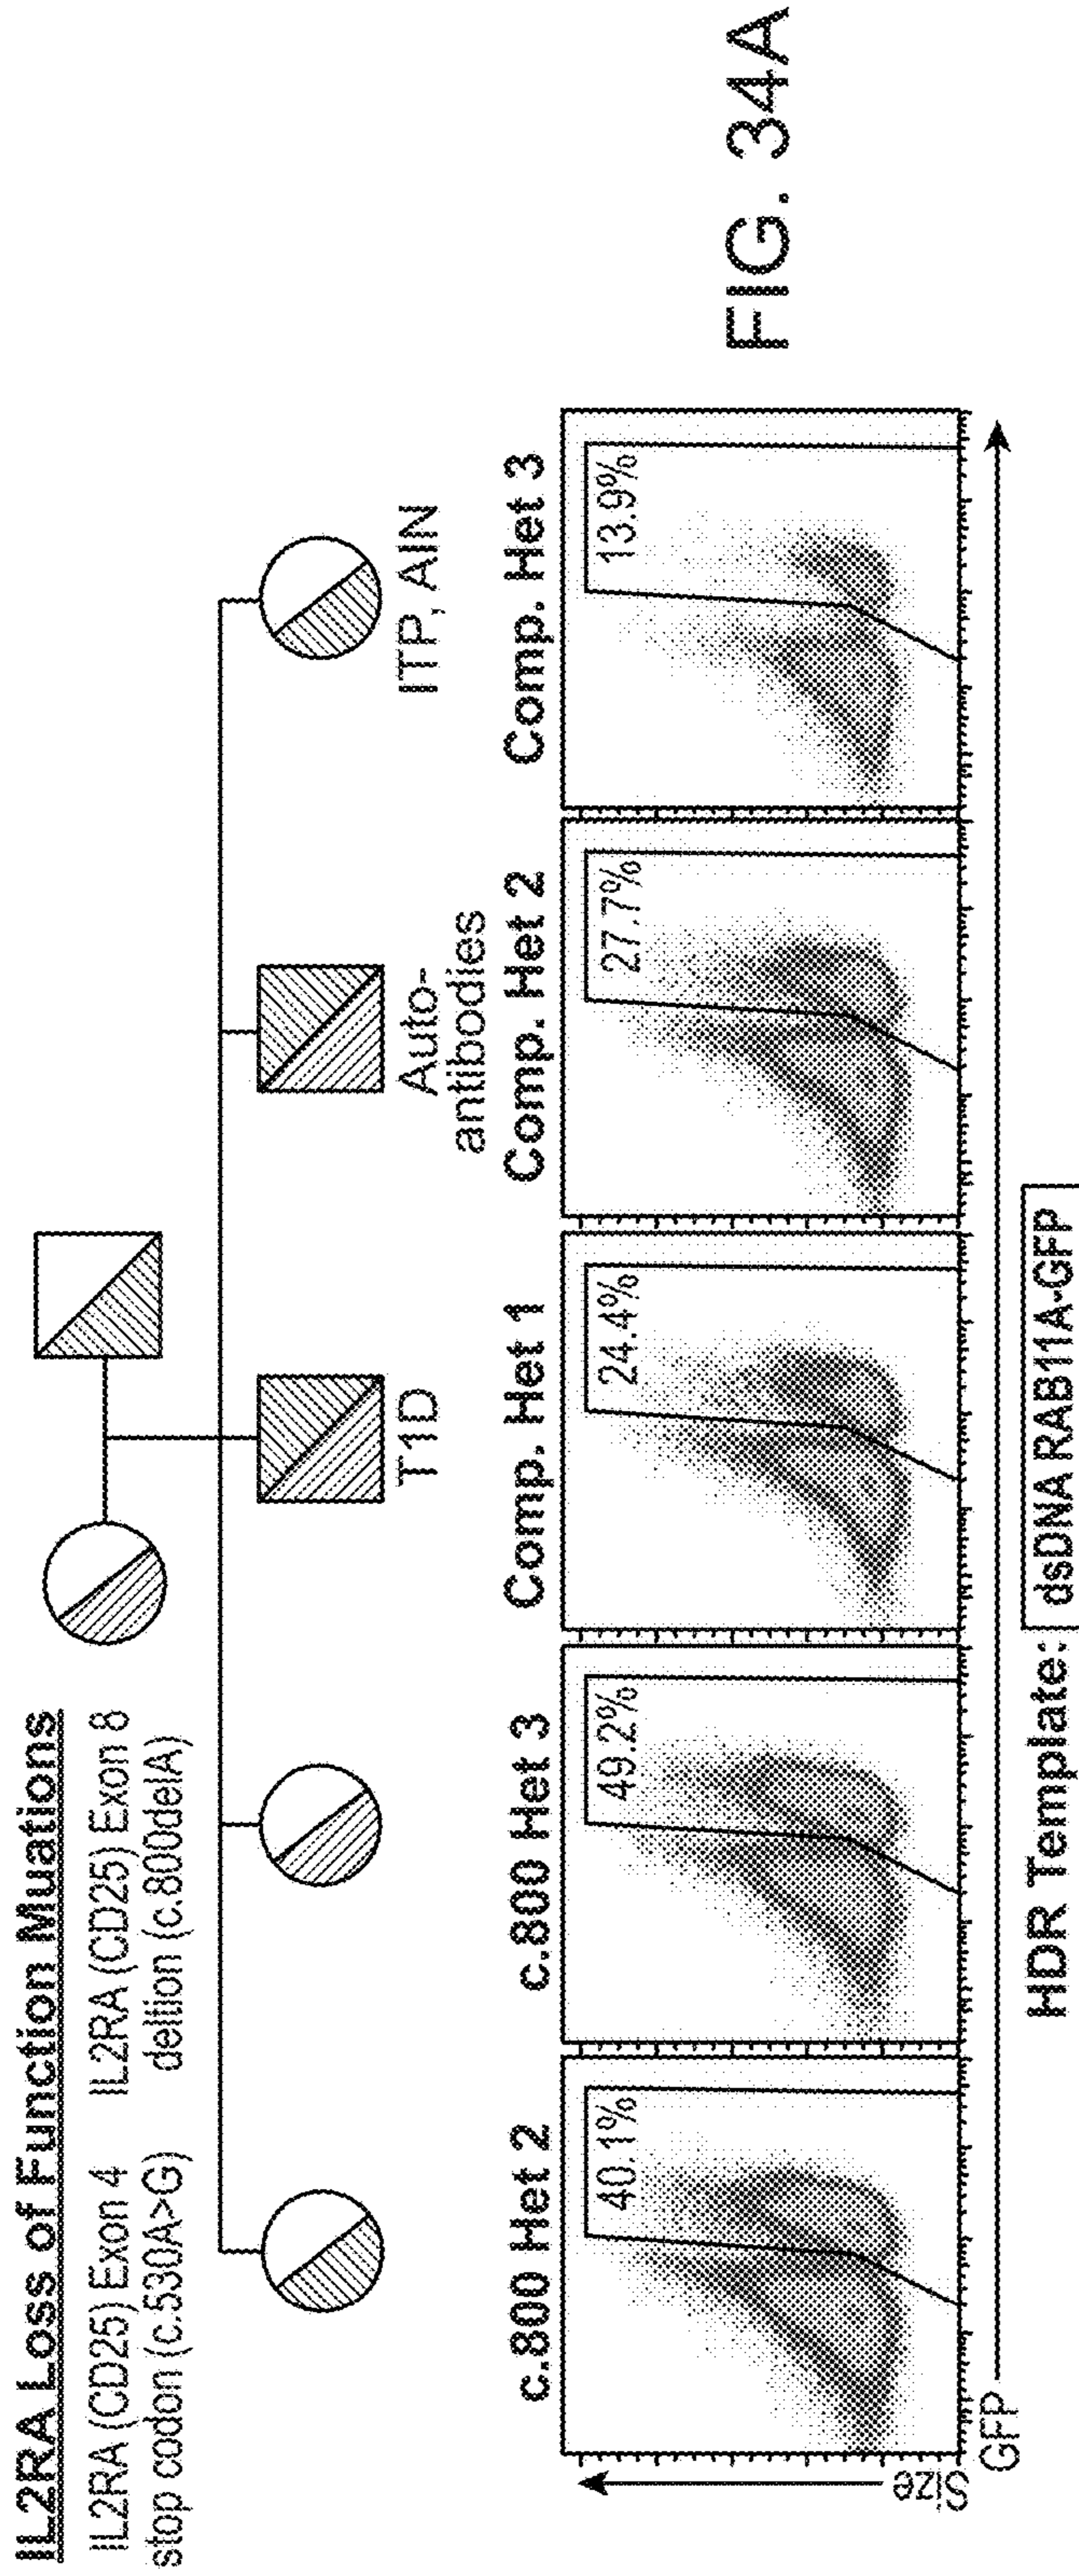 IL2RA Loss of Function Muations
IL2RA (CD25) Exon 4
stop codon (c.530A>G)
IL2RA (CD25) Exon 8
deltion (c.800delA)
T1D
Auto-
antibodies
ITP, AIN
c.800 Het 2
c.800 Het 3
Comp. Het 1
Comp. Het 2
Comp. Het 3
40.1%
49.2%
24.4%
27.7%
13.9%
Size
GFP
HDR Template: dsDNA RAB11A-GFP
FIG. 34A